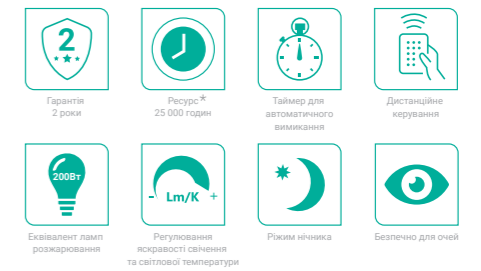 2
Гарантія
2 роки
Ресурс*
25 000 годин
Таймер для
автоматичного
вимикання
Дистанційне
керування
200Вт
Еквівалент ламп
розжарювання
- Lm/K +
Регулювання
яскравості свічення
та світлової температури
Ріжим нічника
Безпечно для очей